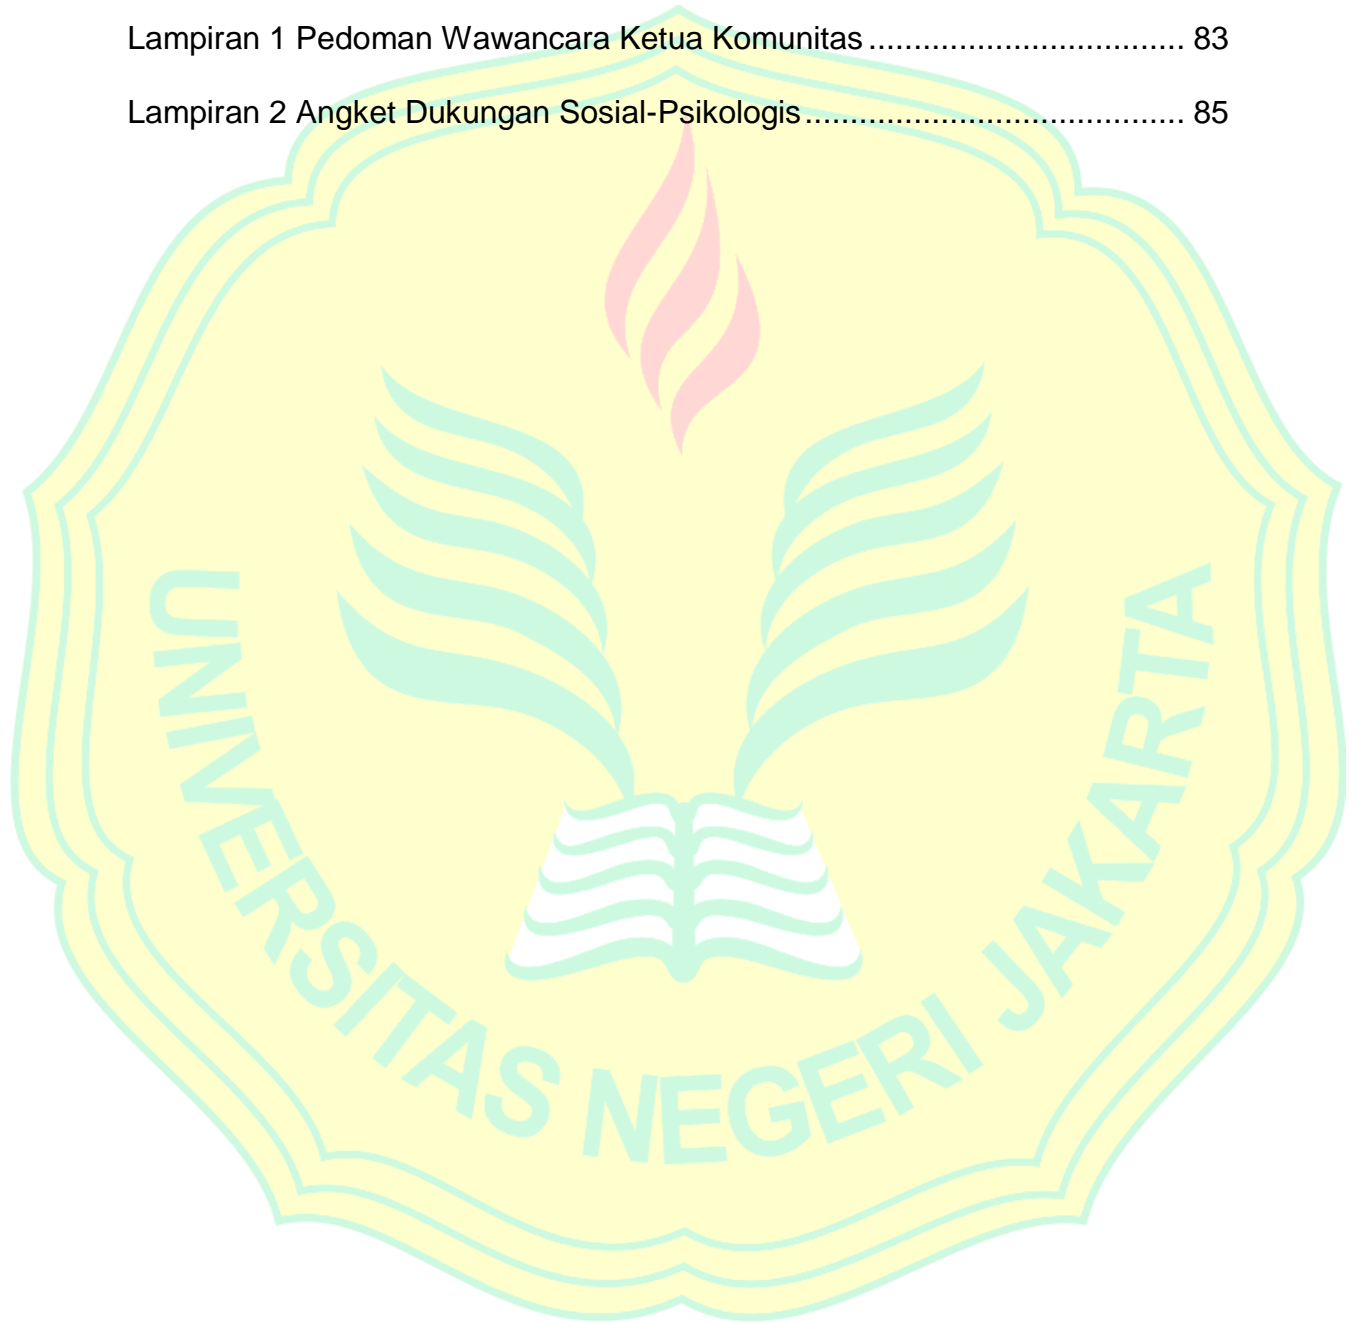 Lampiran 1 Pedoman Wawancara Ketua Komunitas ................................... 83
Lampiran 2 Angket Dukungan Sosial-Psikologis .......................................... 85
UNIVERSITAS NEGERI JAKARTA